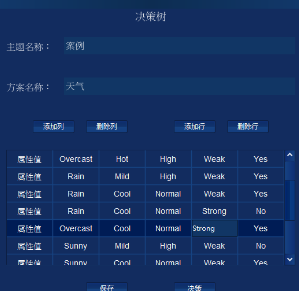 决策树
主题名称： 案例
方案名称： 天气
添加列 删除列 添加行 删除行
属性值 Overcast Hot High Weak Yes
属性值 Rain Mild High Weak Yes
属性值 Rain Cool Normal Weak Yes
属性值 Rain Cool Normal Strong No
属性值 Overcast Cool Normal Strong Yes
属性值 Sunny Mild High Weak No
属性值 Sunny Cool Normal Weak Yes
保存 决策